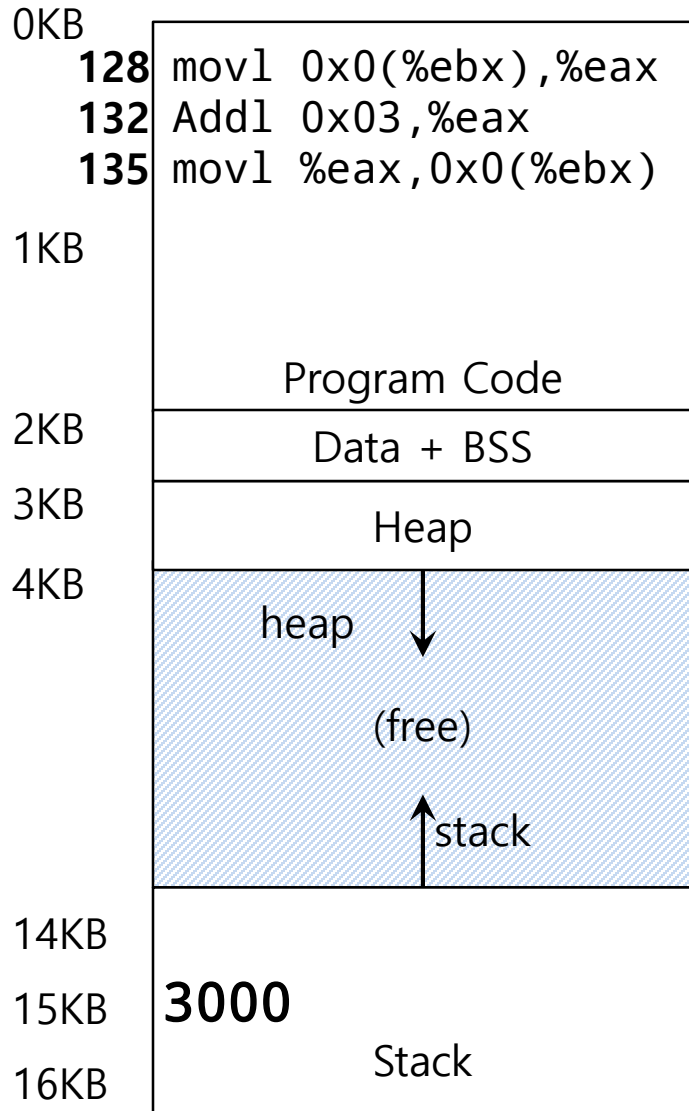 0KB
128 movl 0x0(%ebx),%eax
132 Addl 0x03,%eax
135 movl %eax,0x0(%ebx)
1KB
Program Code
2KB
Data + BSS
3KB
Heap
4KB
heap
(free)
stack
14KB
15KB 3000
Stack
16KB